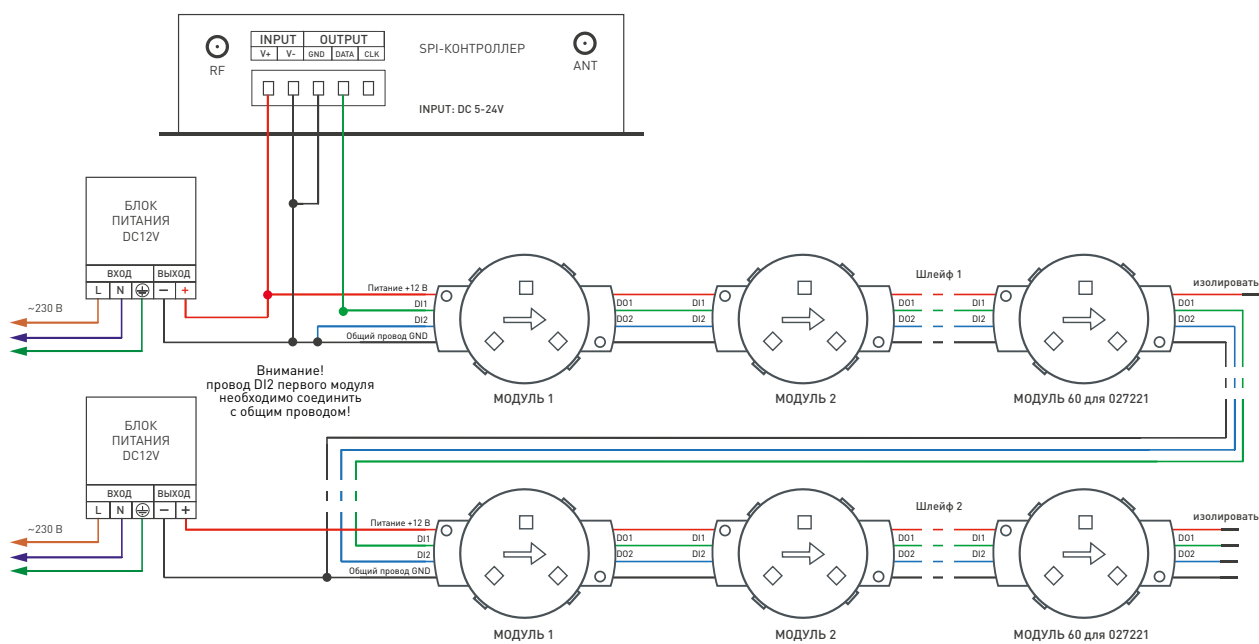 INPUT OUTPUT
V+ V- GND DATA CLK
RF
SPI-КОНТРОЛЛЕР
ANT
INPUT: DC 5-24V
БЛОК
ПИТАНИЯ
DC12V
ВХОД ВЫХОД
L N − +
~230 В
Питание +12 В
DI1
DI2
Общий провод GND
DO1 DI1
DO2 DI2
Шлейф 1
DO1 DI1
DO2 DI2
изолировать
DO1
DO2
МОДУЛЬ 1
МОДУЛЬ 2
МОДУЛЬ 60 для 027221
Внимание!
провод DI2 первого модуля
необходимо соединить
с общим проводом!
БЛОК
ПИТАНИЯ
DC12V
ВХОД ВЫХОД
L N − +
~230 В
Питание +12 В
DI1
DI2
Общий провод GND
DO1 DI1
DO2 DI2
Шлейф 2
DO1 DI1
DO2 DI2
изолировать
DO1
DO2
МОДУЛЬ 1
МОДУЛЬ 2
МОДУЛЬ 60 для 027221